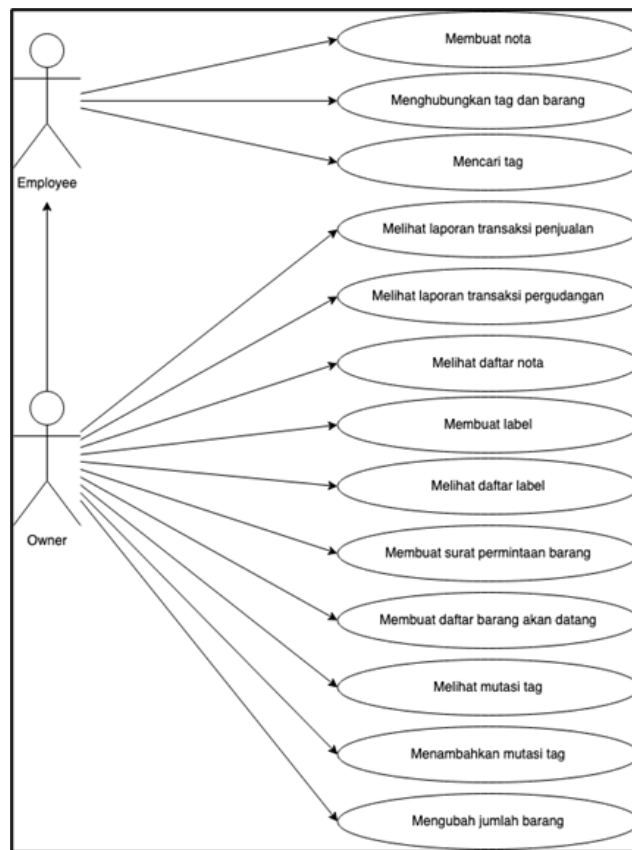 Membuat nota
Menghubungkan tag dan barang
Mencari tag
Employee
Melihat laporan transaksi penjualan
Melihat laporan transaksi pergudangan
Melihat daftar nota
Membuat label
Melihat daftar label
Owner
Membuat surat permintaan barang
Membuat daftar barang akan datang
Melihat mutasi tag
Menambahkan mutasi tag
Mengubah jumlah barang